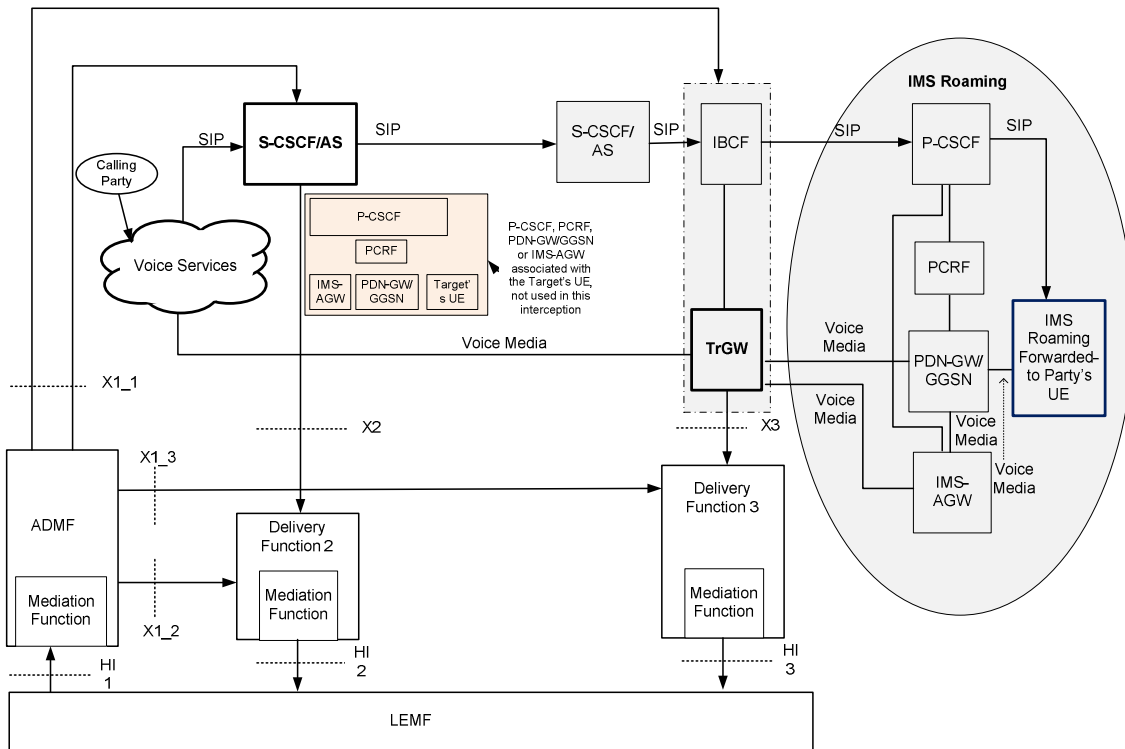 IMS Roaming
S-CSCF/AS
SIP
SIP
S-CSCF/
AS
SIP
IBCF
SIP
P-CSCF
SIP
Calling
Party
Voice Services
P-CSCF
PCRF
IMS-
AGW
PDN-GW/
GGSN
Target'
s UE
P-CSCF, PCRF,
PDN-GW/GGSN
or IMS-AGW
associated with
the Target's UE,
not used in this
interception
PCRF
TrGW
Voice Media
Voice
Media
PDN-GW/
GGSN
IMS
Roaming
Forwarded–
to Party's
UE
Voice
Media
Voice
Media
Voice
Media
IMS-
AGW
X1_1
X2
X3
X1_3
ADMF
Mediation
Function
X1_2
Delivery
Function 2
Mediation
Function
Delivery
Function 3
Mediation
Function
HI
1
HI
2
HI
3
LEMF